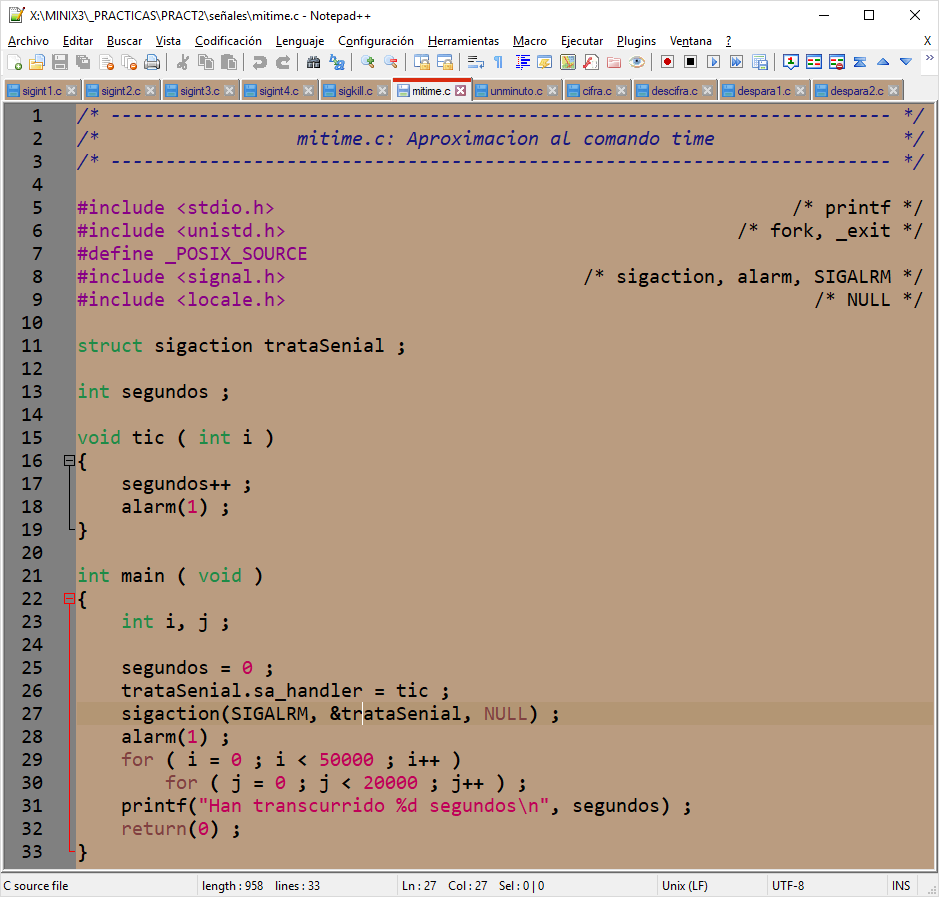 X:\MINIX3\_PRACTICAS\PRACT2\señales\mitime.c - Notepad++
Archivo Editar Buscar Vista Codificación Lenguaje Configuración Herramientas Macro Ejecutar Plugins Ventana ? X
sigint1.c sigint2.c sigint3.c sigint4.c sigkill.c mitime.c unminuto.c cifra.c descifra.c despara1.c despara2.c
1 /* ----------------------------------------------------------------------- */
2 /* mitime.c: Aproximacion al comando time */
3 /* ----------------------------------------------------------------------- */
4
5 #include <stdio.h> /* printf */
6 #include <unistd.h> /* fork, _exit */
7 #define _POSIX_SOURCE
8 #include <signal.h> /* sigaction, alarm, SIGALRM */
9 #include <locale.h> /* NULL */
10
11 struct sigaction trataSenial ;
12
13 int segundos ;
14
15 void tic ( int i )
16 {
17 segundos++ ;
18 alarm(1) ;
19 }
20
21 int main ( void )
22 {
23 int i, j ;
24
25 segundos = 0 ;
26 trataSenial.sa_handler = tic ;
27 sigaction(SIGALRM, &trataSenial, NULL) ;
28 alarm(1) ;
29 for ( i = 0 ; i < 50000 ; i++ )
30 for ( j = 0 ; j < 20000 ; j++ ) ;
31 printf("Han transcurrido %d segundos\n", segundos) ;
32 return(0) ;
33 }
C source file length : 958 lines : 33 Ln : 27 Col : 27 Sel : 0 | 0 Unix (LF) UTF-8 INS